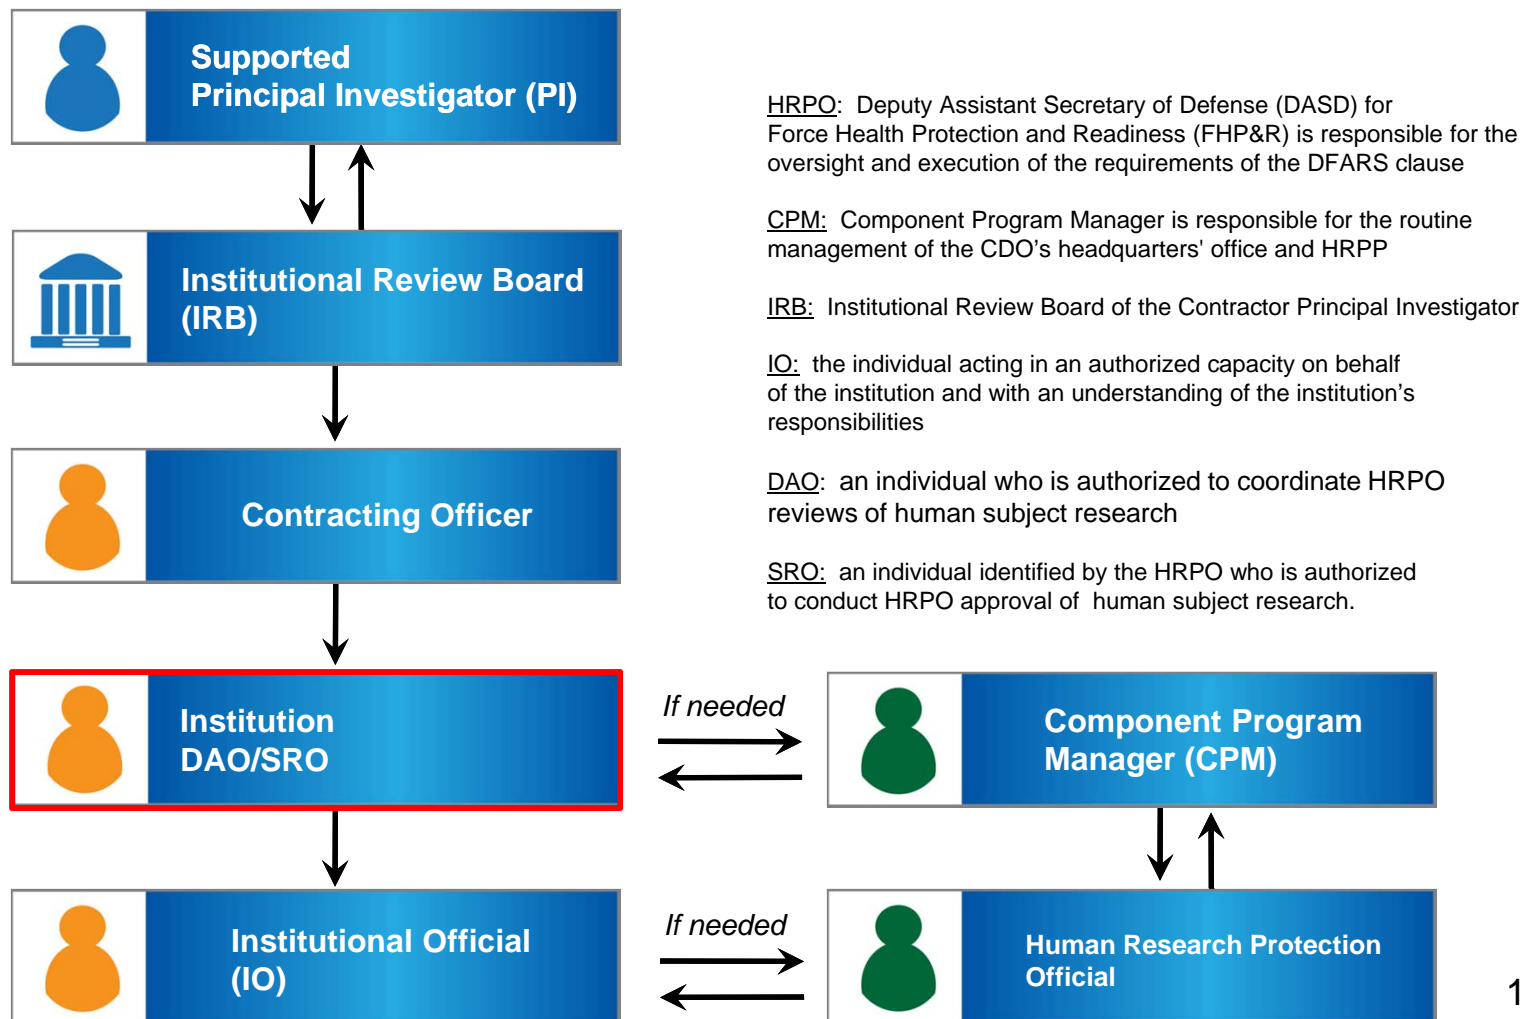 Supported
Principal Investigator (PI)
Institutional Review Board
(IRB)
Contracting Officer
Institution
DAO/SRO
Institutional Official
(IO)
HRPO:  Deputy Assistant Secretary of Defense (DASD) for
Force Health Protection and Readiness (FHP&R) is responsible for the
oversight and execution of the requirements of the DFARS clause
CPM:  Component Program Manager is responsible for the routine
management of the CDO’s headquarters' office and HRPP
IRB:  Institutional Review Board of the Contractor Principal Investigator
IO:  the individual acting in an authorized capacity on behalf
of the institution and with an understanding of the institution’s
responsibilities
DAO:  an individual who is authorized to coordinate HRPO
reviews of human subject research
SRO:  an individual identified by the HRPO who is authorized
to conduct HRPO approval of  human subject research.
If needed
Component Program
Manager (CPM)
If needed
Human Research Protection
Official
1